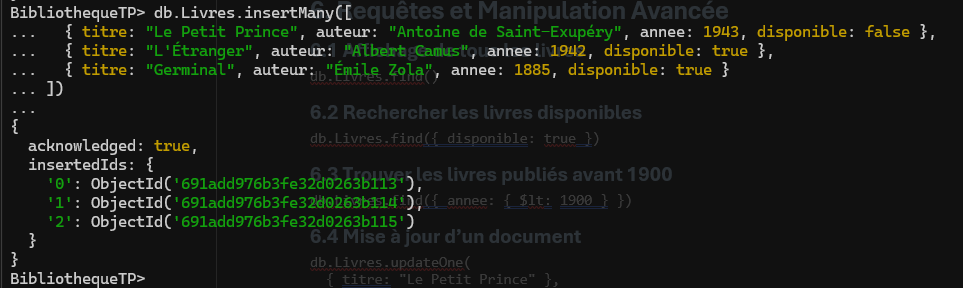 BibliothequeTP> db.Livres.insertMany([
...   { titre: "Le Petit Prince", auteur: "Antoine de Saint-Exupéry", annee: 1943, disponible: false },
...   { titre: "L'Étranger", auteur: "Albert Camus", annee: 1942, disponible: true },
...   { titre: "Germinal", auteur: "Émile Zola", annee: 1885, disponible: true }
... ])
...
{
  acknowledged: true,
  insertedIds: {
    '0': ObjectId('691add976b3fe32d0263b113'),
    '1': ObjectId('691add976b3fe32d0263b114'),
    '2': ObjectId('691add976b3fe32d0263b115')
  }
}
BibliothequeTP>
6. Requêtes et Manipulation Avancée
db.Livres.find()
6.2 Rechercher les livres disponibles
db.Livres.find({ disponible: true })
6.3 Trouver les livres publiés avant 1900
({ annee: { $lt: 1900 } })
6.4 Mise à jour d'un document
db.Livres.updateOne(
  { titre: "Le Petit Prince" },